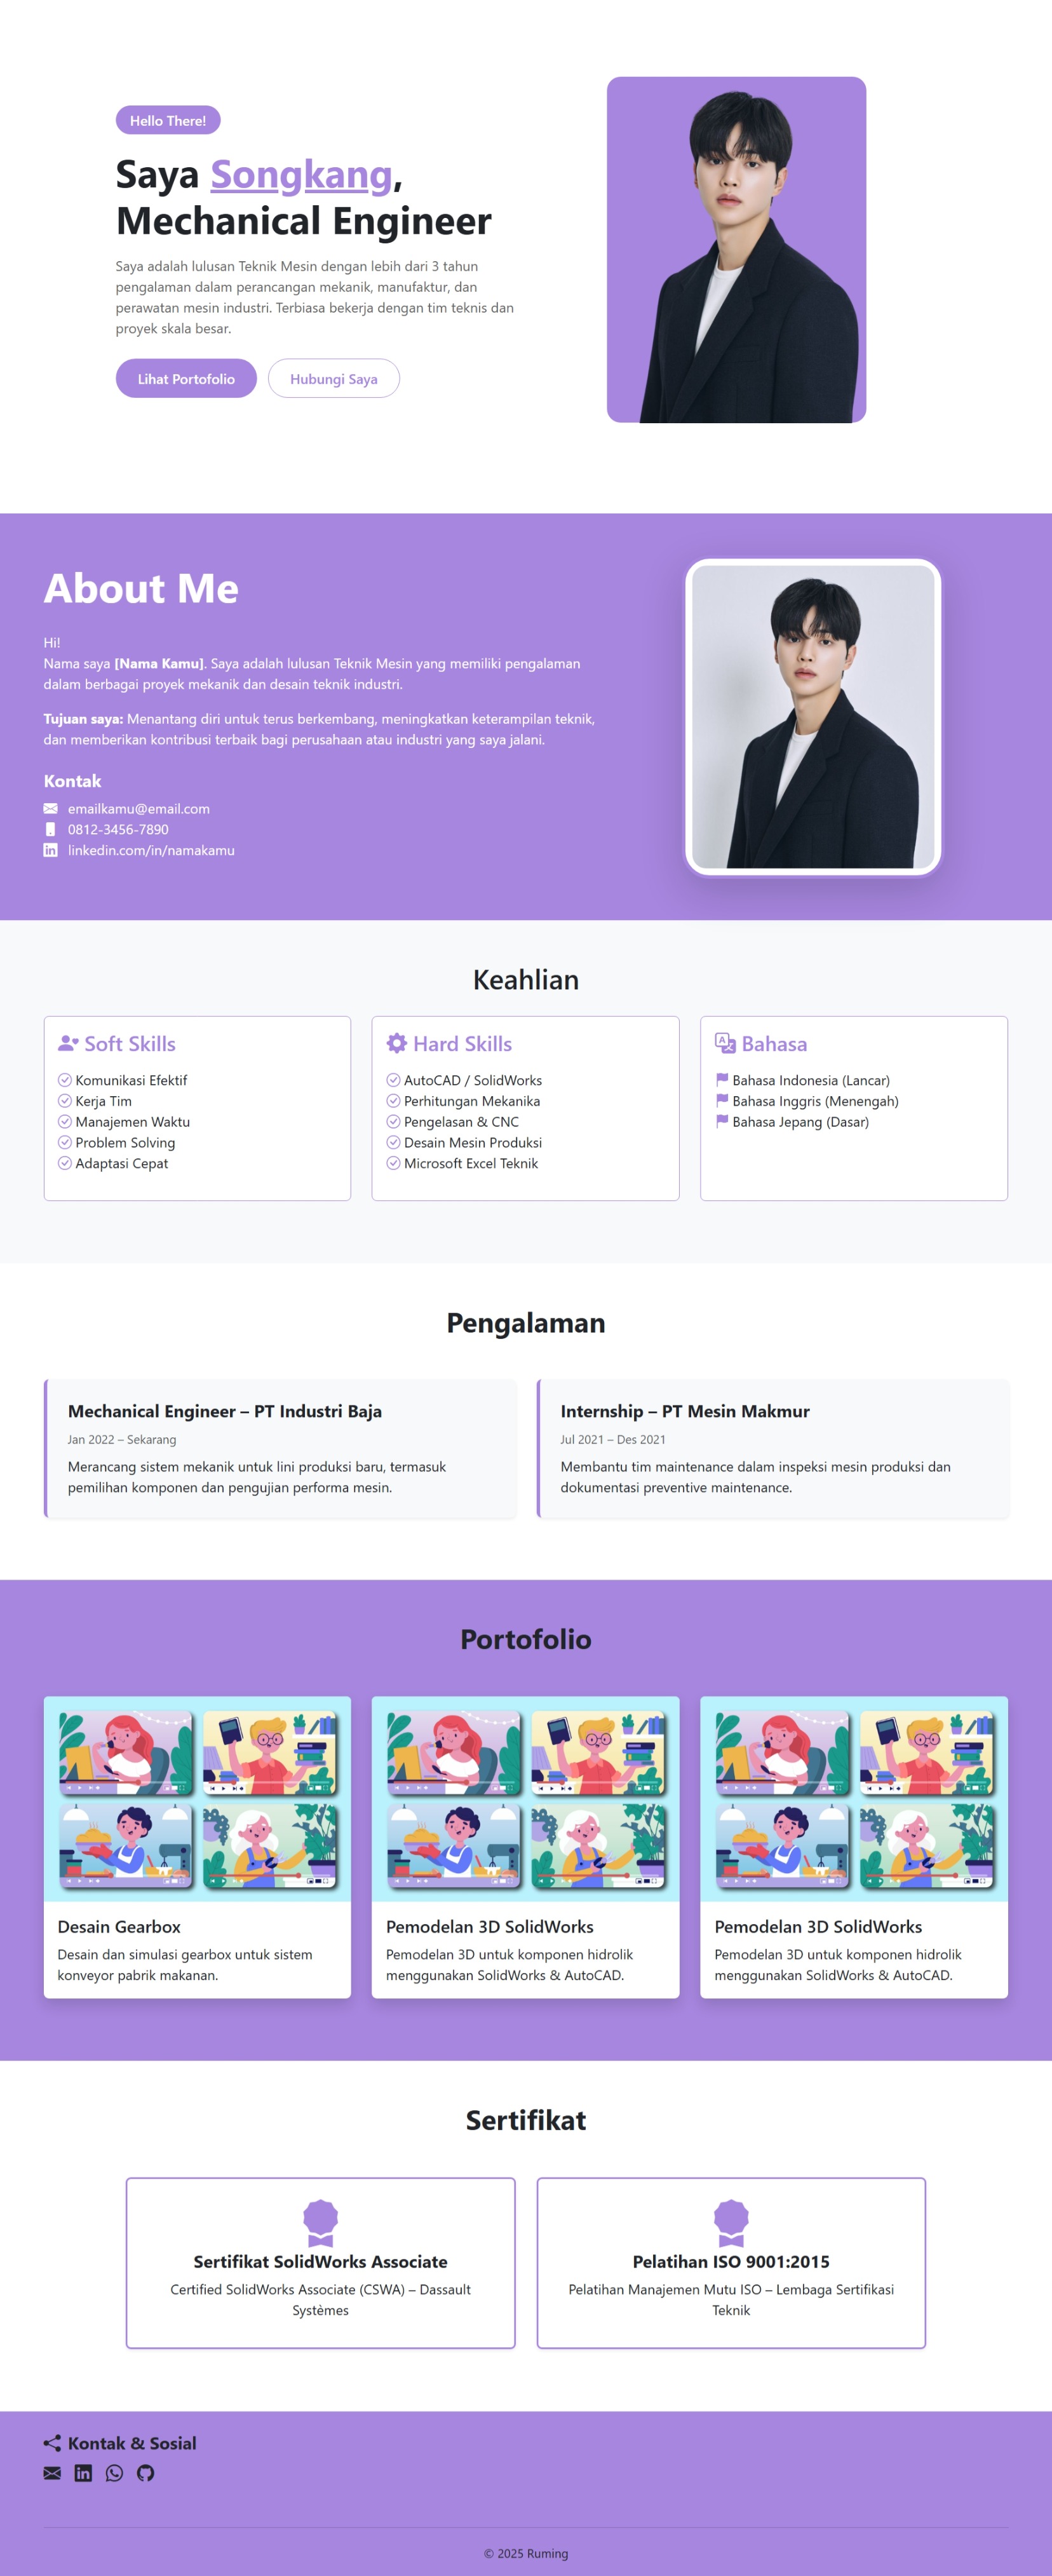 Hello There!
Saya Songkang,
Mechanical Engineer
Saya adalah lulusan Teknik Mesin dengan lebih dari 3 tahun
pengalaman dalam perancangan mekanik, manufaktur, dan
perawatan mesin industri. Terbiasa bekerja dengan tim teknis dan
proyek skala besar.
Lihat Portofolio
Hubungi Saya
About Me
Hi!
Nama saya [Nama Kamu]. Saya adalah lulusan Teknik Mesin yang memiliki pengalaman
dalam berbagai proyek mekanik dan desain teknik industri.
Tujuan saya: Menantang diri untuk terus berkembang, meningkatkan keterampilan teknik,
dan memberikan kontribusi terbaik bagi perusahaan atau industri yang saya jalani.
Kontak
emailkamu@email.com
0812-3456-7890
linkedin.com/in/namakamu
Keahlian
Soft Skills
Komunikasi Efektif
Kerja Tim
Manajemen Waktu
Problem Solving
Adaptasi Cepat
Hard Skills
AutoCAD / SolidWorks
Perhitungan Mekanika
Pengelasan & CNC
Desain Mesin Produksi
Microsoft Excel Teknik
Bahasa
Bahasa Indonesia (Lancar)
Bahasa Inggris (Menengah)
Bahasa Jepang (Dasar)
Pengalaman
Mechanical Engineer – PT Industri Baja
Jan 2022 – Sekarang
Merancang sistem mekanik untuk lini produksi baru, termasuk
pemilihan komponen dan pengujian performa mesin.
Internship – PT Mesin Makmur
Jul 2021 – Des 2021
Membantu tim maintenance dalam inspeksi mesin produksi dan
dokumentasi preventive maintenance.
Portofolio
Desain Gearbox
Desain dan simulasi gearbox untuk sistem
konveyor pabrik makanan.
Pemodelan 3D SolidWorks
Pemodelan 3D untuk komponen hidrolik
menggunakan SolidWorks & AutoCAD.
Pemodelan 3D SolidWorks
Pemodelan 3D untuk komponen hidrolik
menggunakan SolidWorks & AutoCAD.
Sertifikat
Sertifikat SolidWorks Associate
Certified SolidWorks Associate (CSWA) – Dassault
Systèmes
Pelatihan ISO 9001:2015
Pelatihan Manajemen Mutu ISO – Lembaga Sertifikasi
Teknik
Kontak & Sosial
© 2025 Ruming